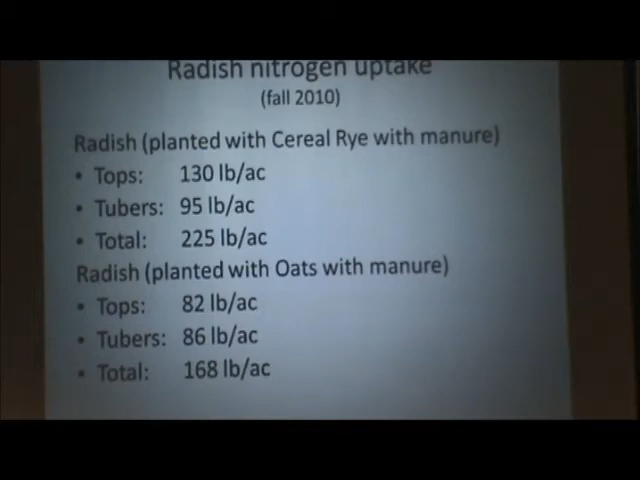 Radish nitrogen uptake
(fall 2010)
Radish (planted with Cereal Rye with manure)
• Tops: 130 lb/ac
• Tubers: 95 lb/ac
• Total: 225 lb/ac
Radish (planted with Oats with manure)
• Tops: 82 lb/ac
• Tubers: 86 lb/ac
• Total: 168 lb/ac